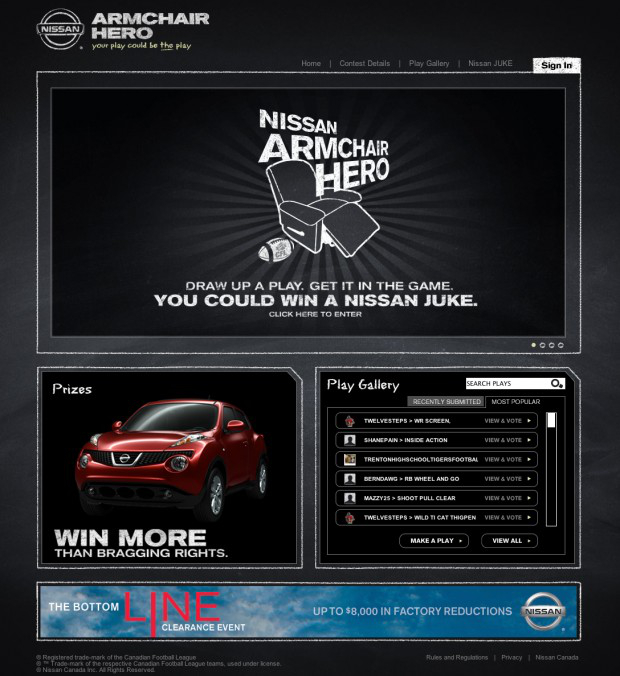 NISSAN
ARMCHAIR
HERO
your play could be the play
Home | Contest Details | Play Gallery | Nissan JUKE
Sign In
NISSAN
ARMCHAIR
HERO
DRAW UP A PLAY. GET IT IN THE GAME.
YOU COULD WIN A NISSAN JUKE.
CLICK HERE TO ENTER
Prizes
WIN MORE
THAN BRAGGING RIGHTS.
Play Gallery
SEARCH PLAYS
RECENTLY SUBMITTED MOST POPULAR
TWELVESTEPS > WR SCREEN, VIEW & VOTE
SHANEPAIN > INSIDE ACTION VIEW & VOTE
TRENTONHIGHSCHOOLTIGERSFOOTBAL VIEW & VOTE
BERNDAWG > RB WHEEL AND GO VIEW & VOTE
MAZZY25 > SHOOT PULL CLEAR VIEW & VOTE
TWELVESTEPS > WILD TI CAT THIGPEN VIEW & VOTE
MAKE A PLAY VIEW ALL
THE BOTTOM LINE
CLEARANCE EVENT
UP TO $8,000 IN FACTORY REDUCTIONS
NISSAN
® Registered trade-mark of the Canadian Football League
® ™ Trade-mark of the respective Canadian Football League teams, used under license.
© Nissan Canada Inc. All Rights Reserved.
Rules and Regulations | Privacy | Nissan Canada